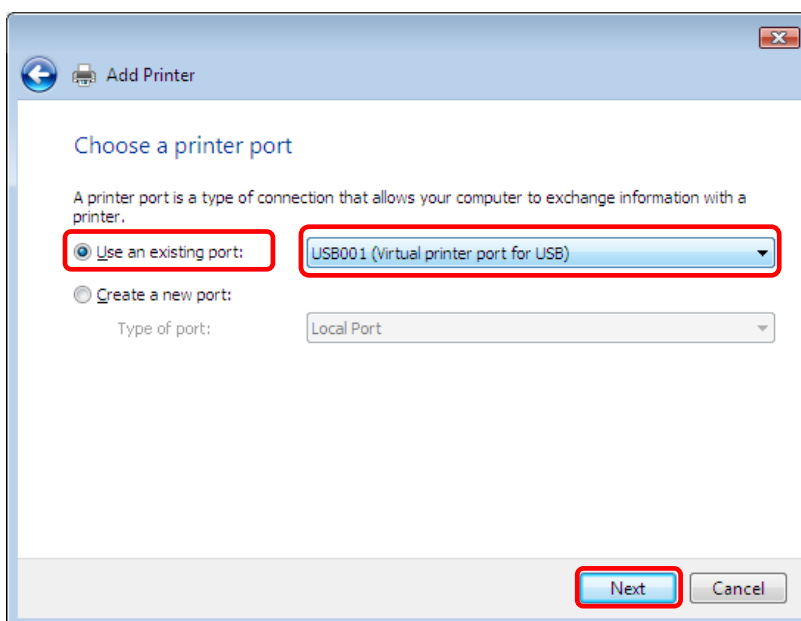 Add Printer
Choose a printer port
A printer port is a type of connection that allows your computer to exchange information with a
printer.
Use an existing port: USB001 (Virtual printer port for USB)
Create a new port:
Type of port: Local Port
Next Cancel